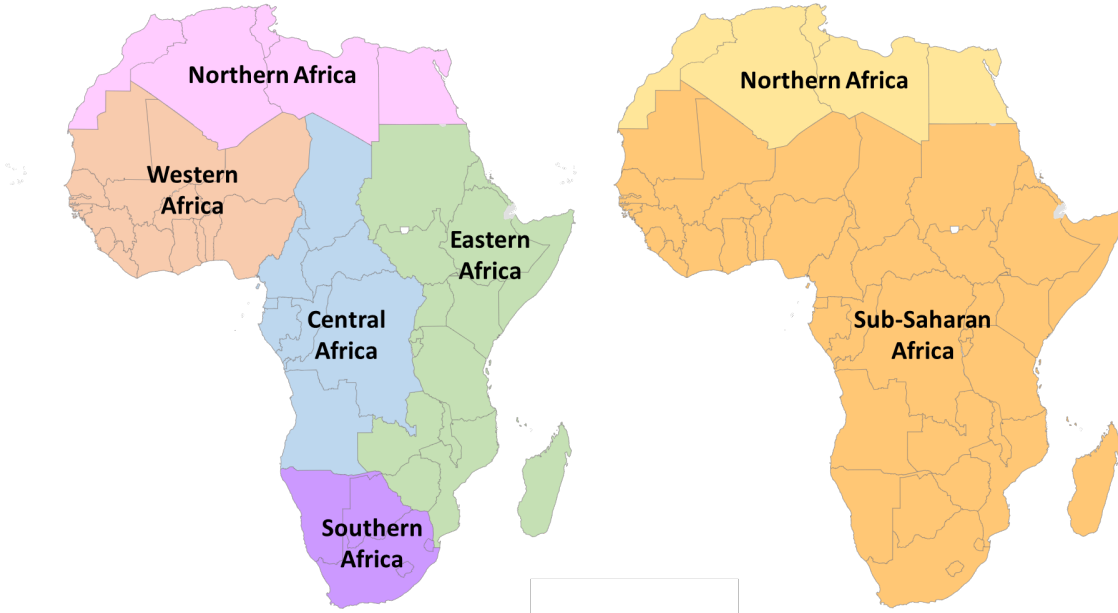 Northern Africa
Western
Africa
Eastern
Africa
Central
Africa
Southern
Africa
Northern Africa
Sub-Saharan
Africa